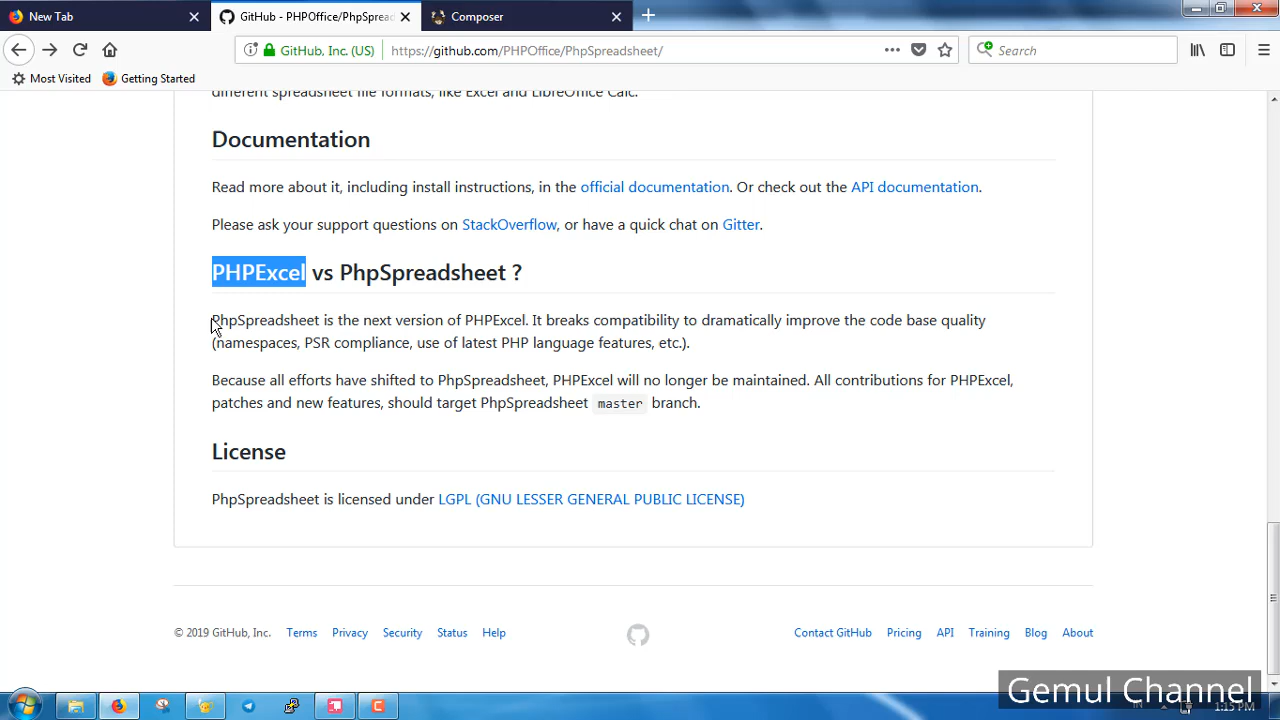 New Tab
GitHub - PHPOffice/PhpSpread
Composer
GitHub, Inc. (US)
https://github.com/PHPOffice/PhpSpreadsheet/
Search
Most Visited
Getting Started
different spreadsheet file formats, like Excel and LibreOffice Calc.
Documentation
Read more about it, including install instructions, in the official documentation. Or check out the API documentation.
Please ask your support questions on StackOverflow, or have a quick chat on Gitter.
PHPExcel vs PhpSpreadsheet ?
PhpSpreadsheet is the next version of PHPExcel. It breaks compatibility to dramatically improve the code base quality
(namespaces, PSR compliance, use of latest PHP language features, etc.).
Because all efforts have shifted to PhpSpreadsheet, PHPExcel will no longer be maintained. All contributions for PHPExcel,
patches and new features, should target PhpSpreadsheet master branch.
License
PhpSpreadsheet is licensed under LGPL (GNU LESSER GENERAL PUBLIC LICENSE)
© 2019 GitHub, Inc. Terms Privacy Security Status Help
Contact GitHub Pricing API Training Blog About
Gemul Channel
IN
1:15 PM